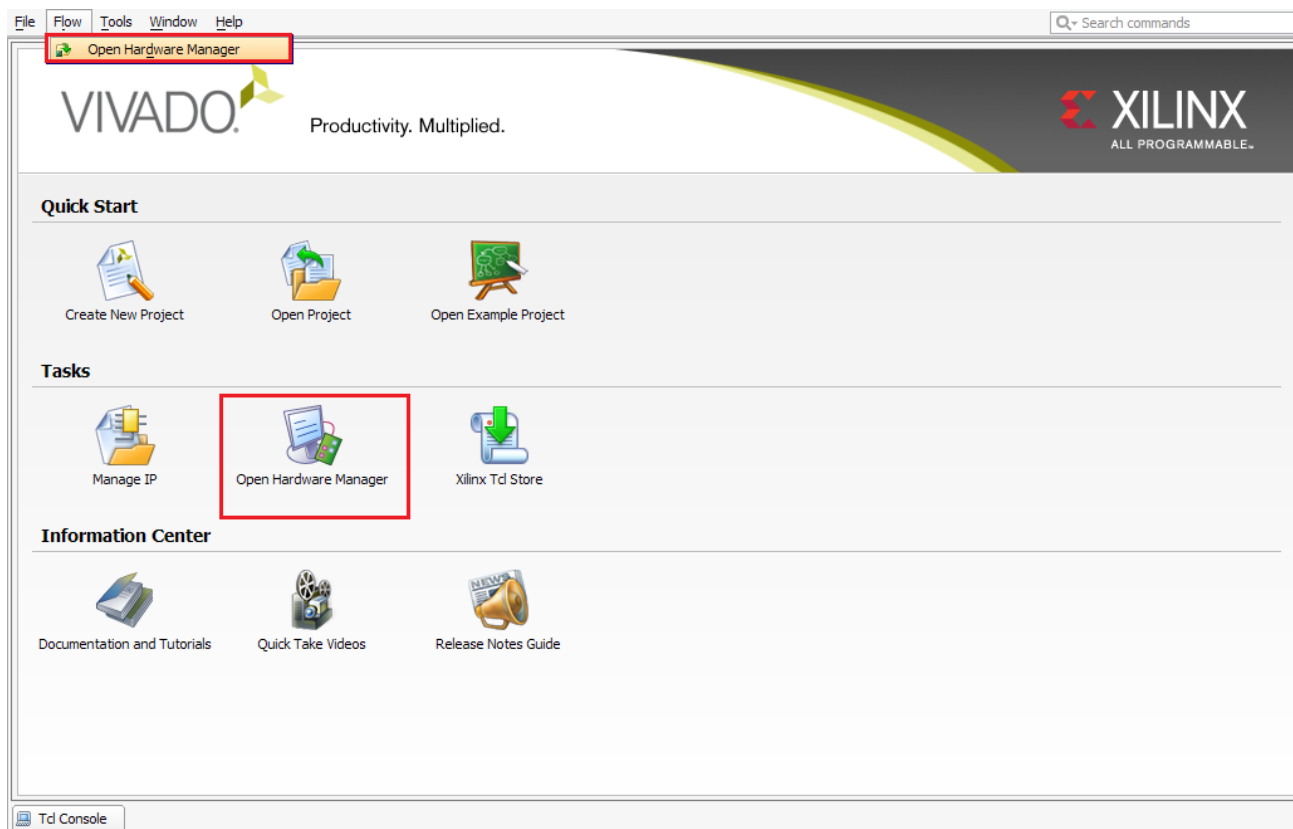 File Flow Tools Window Help
Search commands
Open Hardware Manager
VIVADO.
Productivity. Multiplied.
XILINX
ALL PROGRAMMABLE™
Quick Start
Create New Project Open Project Open Example Project
Tasks
Manage IP Open Hardware Manager Xilinx Tcl Store
Information Center
NEWS
Documentation and Tutorials Quick Take Videos Release Notes Guide
Tcl Console